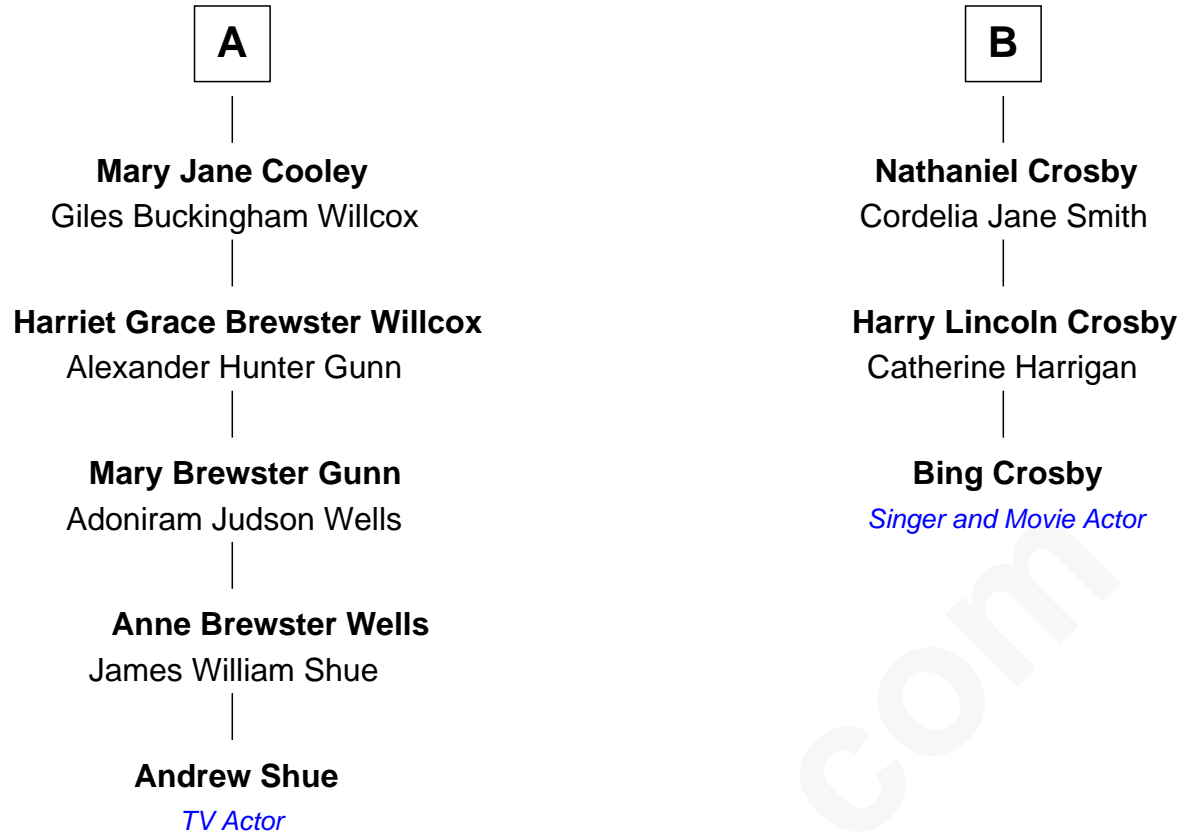 A
Mary Jane Cooley
Giles Buckingham Willcox
Harriet Grace Brewster Willcox
Alexander Hunter Gunn
Mary Brewster Gunn
Adoniram Judson Wells
Anne Brewster Wells
James William Shue
Andrew Shue
TV Actor
B
Nathaniel Crosby
Cordelia Jane Smith
Harry Lincoln Crosby
Catherine Harrigan
Bing Crosby
Singer and Movie Actor
com